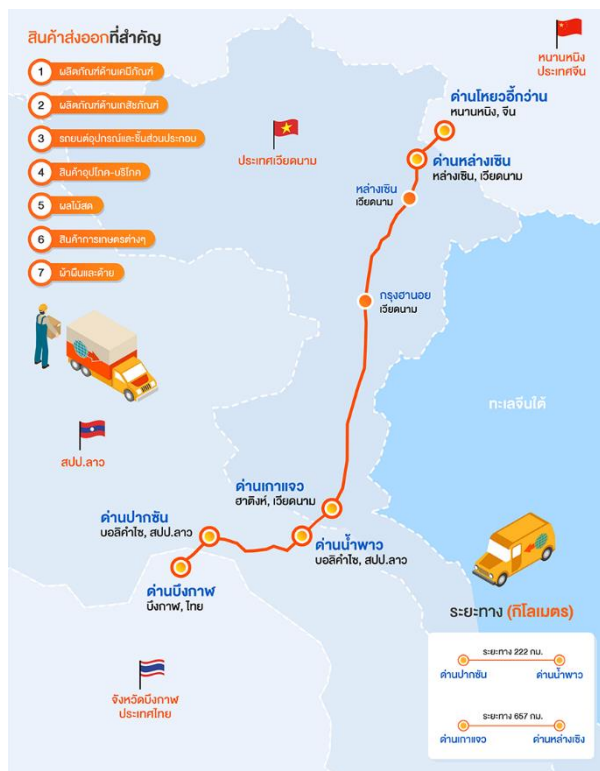 สินค้าส่งออกที่สำคัญ
1 ผลิตภัณฑ์ด้านเคมีภัณฑ์
2 ผลิตภัณฑ์ด้านเภสัชภัณฑ์
3 รถยนต์อุปกรณ์และชิ้นส่วนประกอบ
4 สินค้าอุปโภค-บริโภค
5 ผลไม้สด
6 สินค้าการเกษตรต่างๆ
7 ผ้าผืนและด้าย
หนานหนิง
ประเทศจีน
ด่านโหยวอี้กว่าน
หนานหนิง, จีน
ประเทศเวียดนาม
ด่านหล่างเซิน
หล่างเซิน, เวียดนาม
หล่างเซิน
เวียดนาม
กรุงฮานอย
เวียดนาม
ทะเลจีนใต้
สปป.ลาว
ด่านเกาแจว
ฮาติงห์, เวียดนาม
ด่านปากซัน
บอลิคำไซ, สปป.ลาว
ด่านน้ำพาว
บอลิคำไซ, สปป.ลาว
ด่านบึงกาฬ
บึงกาฬ, ไทย
จังหวัดบึงกาฬ
ประเทศไทย
ระยะทาง (กิโลเมตร)
ระยะทาง 222 กม.
ด่านปากซัน ด่านน้ำพาว
ระยะทาง 657 กม.
ด่านเกาแจว ด่านหล่างเซิง